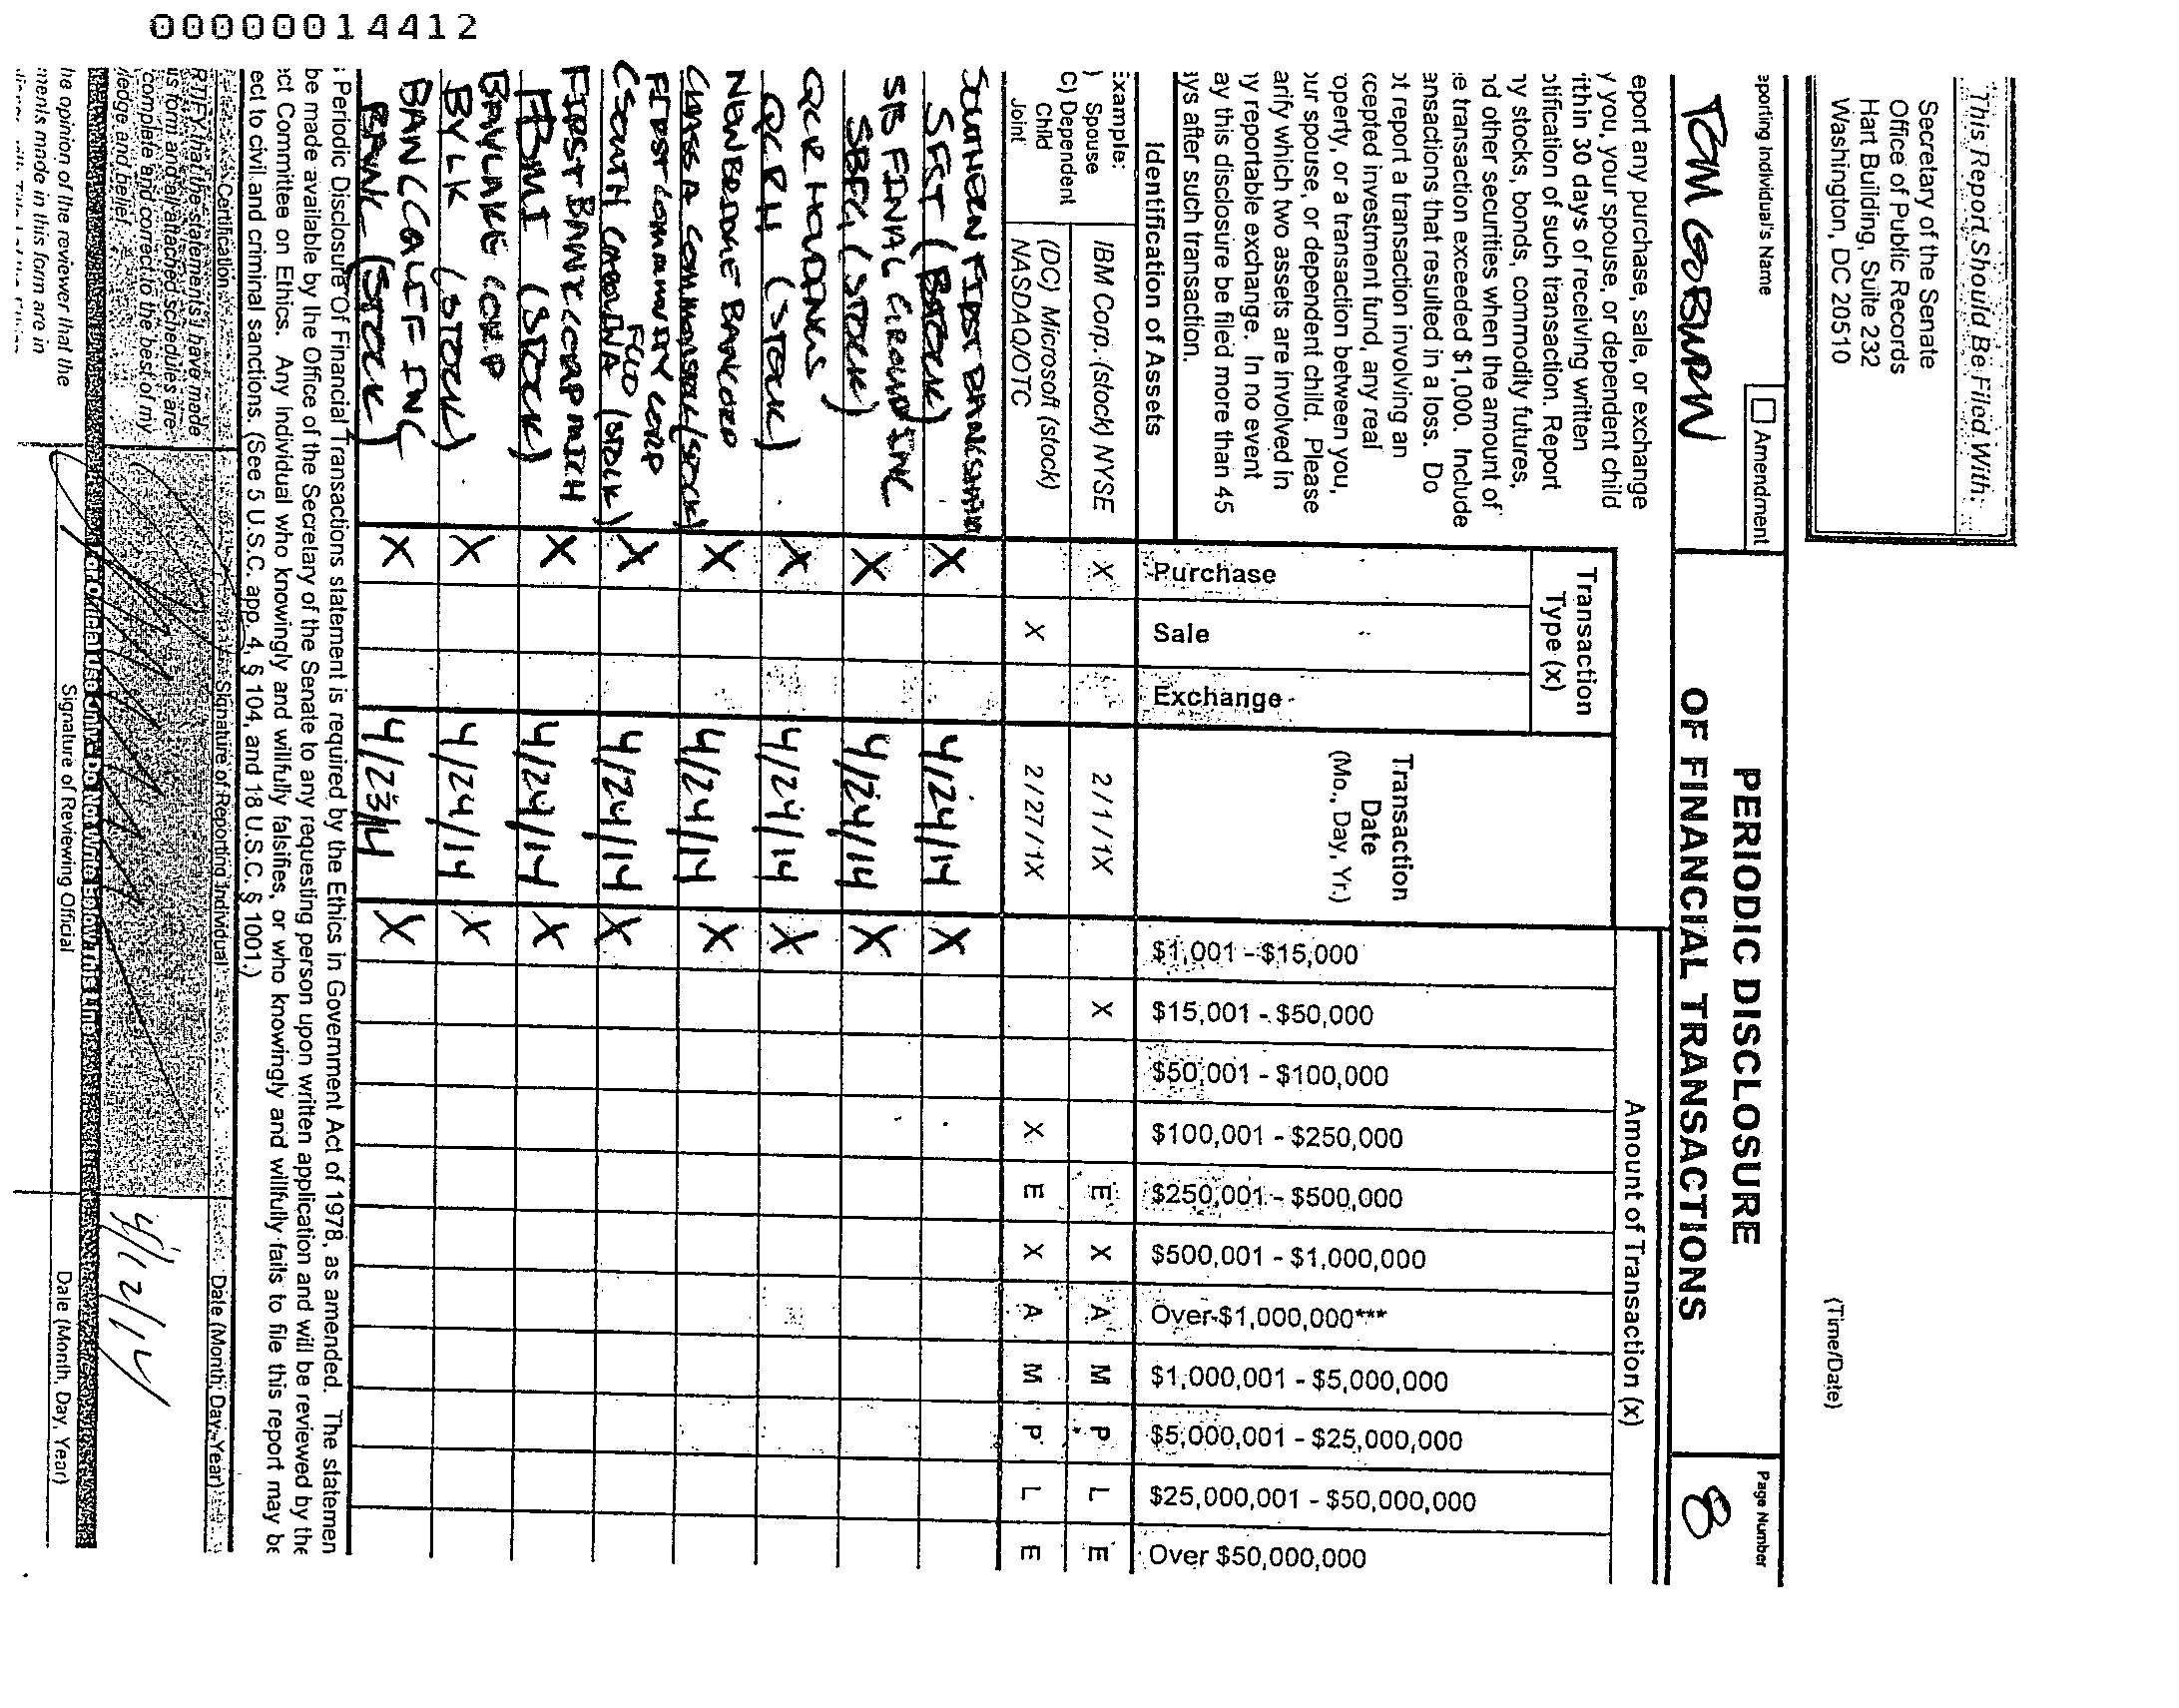 00000014412
This Report Should Be Filed With:
Secretary of the Senate
Office of Public Records
Hart Building, Suite 232
Washington, DC 20510
(Time/Date)
eporting Individual's Name
Amendment
TOM COBURN
PERIODIC DISCLOSURE
OF FINANCIAL TRANSACTIONS
Page Number
8
eport any purchase, sale, or exchange
y you, your spouse, or dependent child
ithin 30 days of receiving written
otification of such transaction. Report
ny stocks, bonds, commodity futures,
nd other securities when the amount of
e transaction exceeded $1,000. Include
ansactions that resulted in a loss. Do
ot report a transaction involving an
xcepted investment fund, any real
operty, or a transaction between you,
our spouse, or dependent child. Please
arify which two assets are involved in
ny reportable exchange. In no event
ay this disclosure be filed more than 45
ys after such transaction.
Identification of Assets
Transaction
Type (x)
Purchase
Sale
Exchange
Transaction
Date
(Mo., Day, Yr.)
Amount of Transaction (x)
$1,001 - $15,000
$15,001 - $50,000
$50,001 - $100,000
$100,001 - $250,000
$250,001 - $500,000
$500,001 - $1,000,000
Over $1,000,000***
$1,000,001 - $5,000,000
$5,000,001 - $25,000,000
$25,000,001 - $50,000,000
Over $50,000,000
Example:
) Spouse
C) Dependent
Child
Joint
IBM Corp. (stock) NYSE X 2/1/1X X E X A M P L E
(DC) Microsoft (stock)
NASDAQ/OTC X 2/27/1X X E X A M P L E
SOUTHERN FIRST
SFST X 4/24/14 X
SB FINAL GROUP INC
SBFG (STOCK) X 4/24/14 X
QCR HOLDINGS
QCRH (STOCK) X 4/24/14 X
NEWBRIDGE BANCORP
CLASS A COMMON (STOCK) X 4/24/14 X
FIRST COMMUNITY CORP
(SOUTH CAROLINA (STOCK) X 4/24/14 X
FIRST BANKCORP MICH
FBMI (STOCK) X 4/24/14 X
BAYLAKE CORP
BYLK (STOCK) X 4/24/14 X
BANC CALIF INC
BANK (STOCK) X 4/23/14 X
Periodic Disclosure Of Financial Transactions statement is required by the Ethics in Government Act of 1978, as amended. The statemen
be made available by the Office of the Secretary of the Senate to any requesting person upon written application and will be reviewed by the
ct Committee on Ethics. Any individual who knowingly and willfully falsifies, or who knowingly and willfully fails to file this report may be
ect to civil and criminal sanctions. (See 5 U.S.C. app. 4, § 104, and 18 U.S.C. § 1001.)
Certification
Signature of Reporting Individual
Date (Month, Day, Year)
RTIFY that the statements I have made
is form and all attached schedules are
complete and correct to the best of my
ledge and belief.
4/12/14
For Official Use Only - Do Not Write Below This Line
he opinion of the reviewer that the
ments made in this form are in
Signature of Reviewing Official
Date (Month, Day, Year)